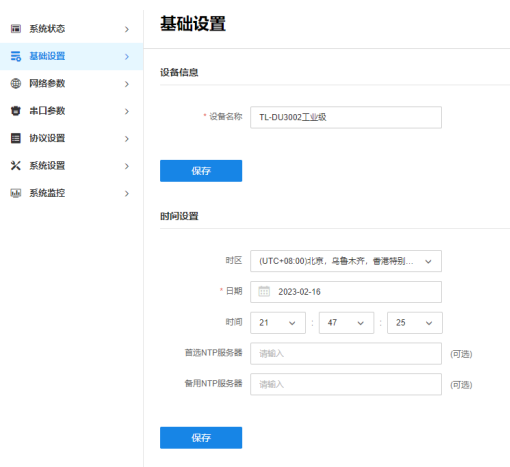 系统状态
基础设置
网络参数
串口参数
协议设置
系统设置
系统监控
基础设置
设备信息
* 设备名称 TL-DU3002工业级
保存
时间设置
时区 (UTC+08:00)北京，乌鲁木齐，香港特别...
* 日期 2023-02-16
时间 21 : 47 : 25
首选NTP服务器 请输入 (可选)
备用NTP服务器 请输入 (可选)
保存